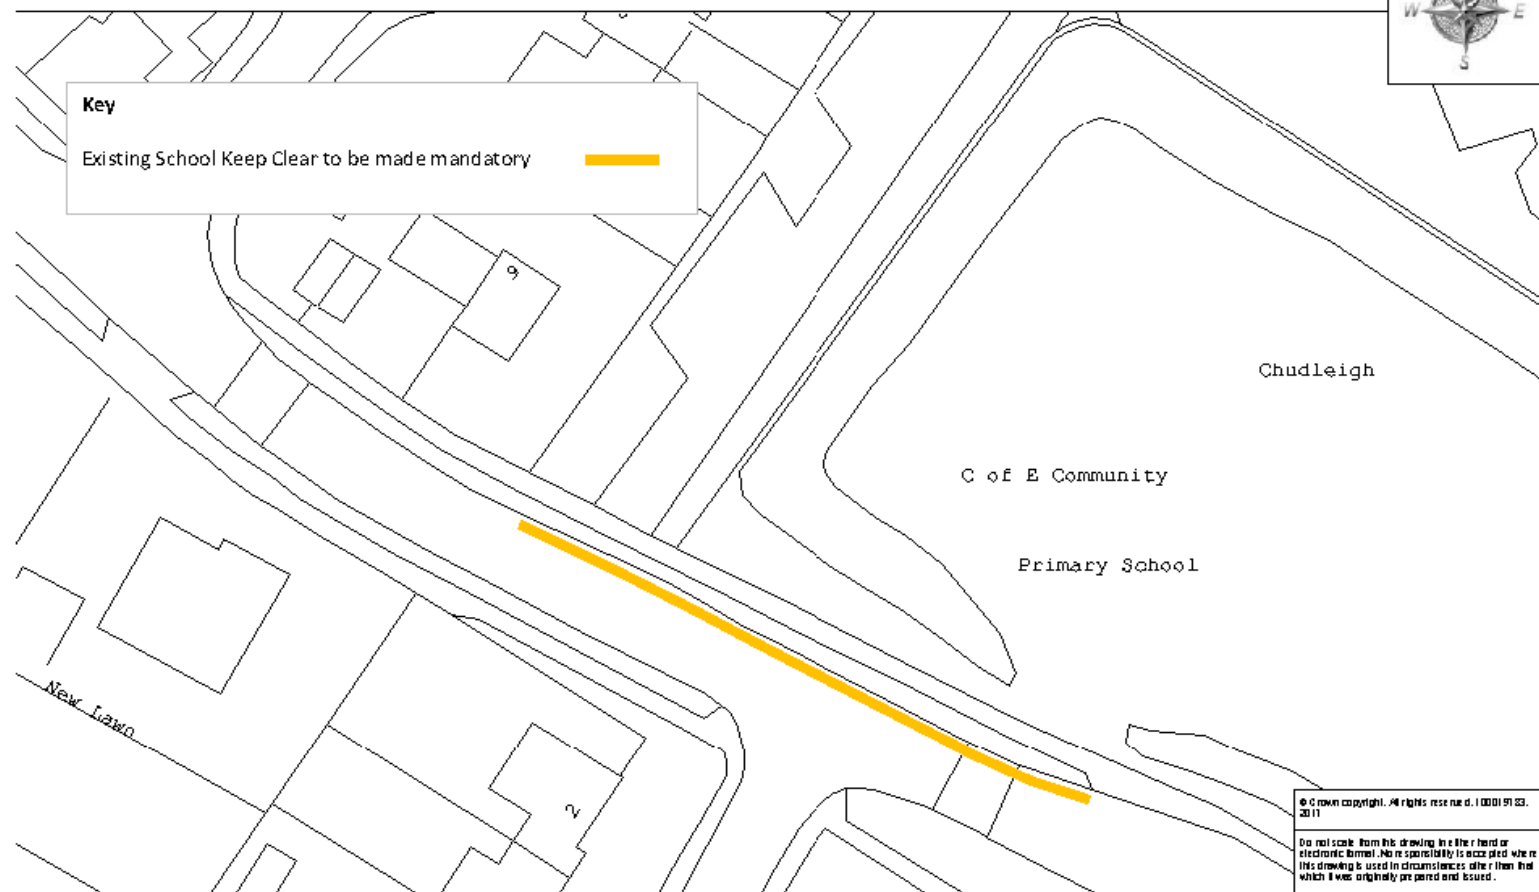 W E
S
Key
Existing School Keep Clear to be made mandatory
9
Chudleigh
C of E Community
Primary School
New Lawn
2
© Crown copyright. All rights reserved. 100019183.
2017
Do not scale from this drawing in either hard or
electronic format. No responsibility is accepted where
this drawing is used in circumstances other than that
which it was originally prepared and issued.